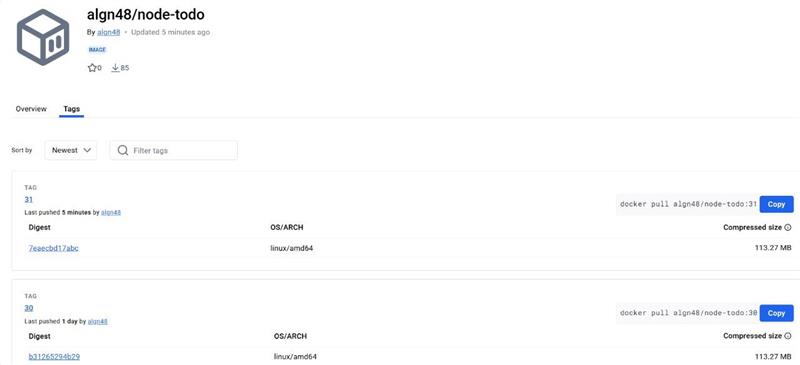 algn48/node-todo
By algn48 • Updated 5 minutes ago
IMAGE
0 85
Overview Tags
Sort by Newest Filter tags
TAG
31
docker pull algn48/node-todo:31 Copy
Last pushed 5 minutes by algn48
Digest OS/ARCH Compressed size
7eaecbd17abc linux/amd64 113.27 MB
TAG
30
docker pull algn48/node-todo:30 Copy
Last pushed 1 day by algn48
Digest OS/ARCH Compressed size
b31265294b29 linux/amd64 113.27 MB